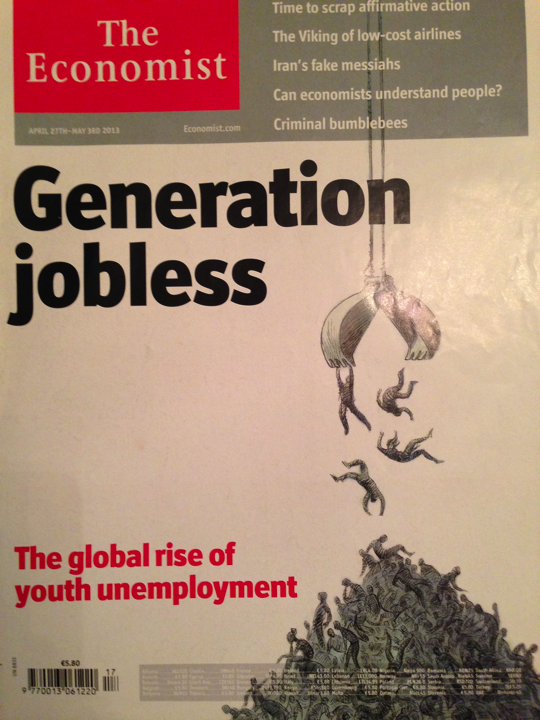 The
Economist
APRIL 27TH–MAY 3RD 2013
Economist.com
Time to scrap affirmative action
The Viking of low-cost airlines
Iran's fake messiahs
Can economists understand people?
Criminal bumblebees
Generation
jobless
The global rise of
youth unemployment
€5.80
17
9 770013 061220